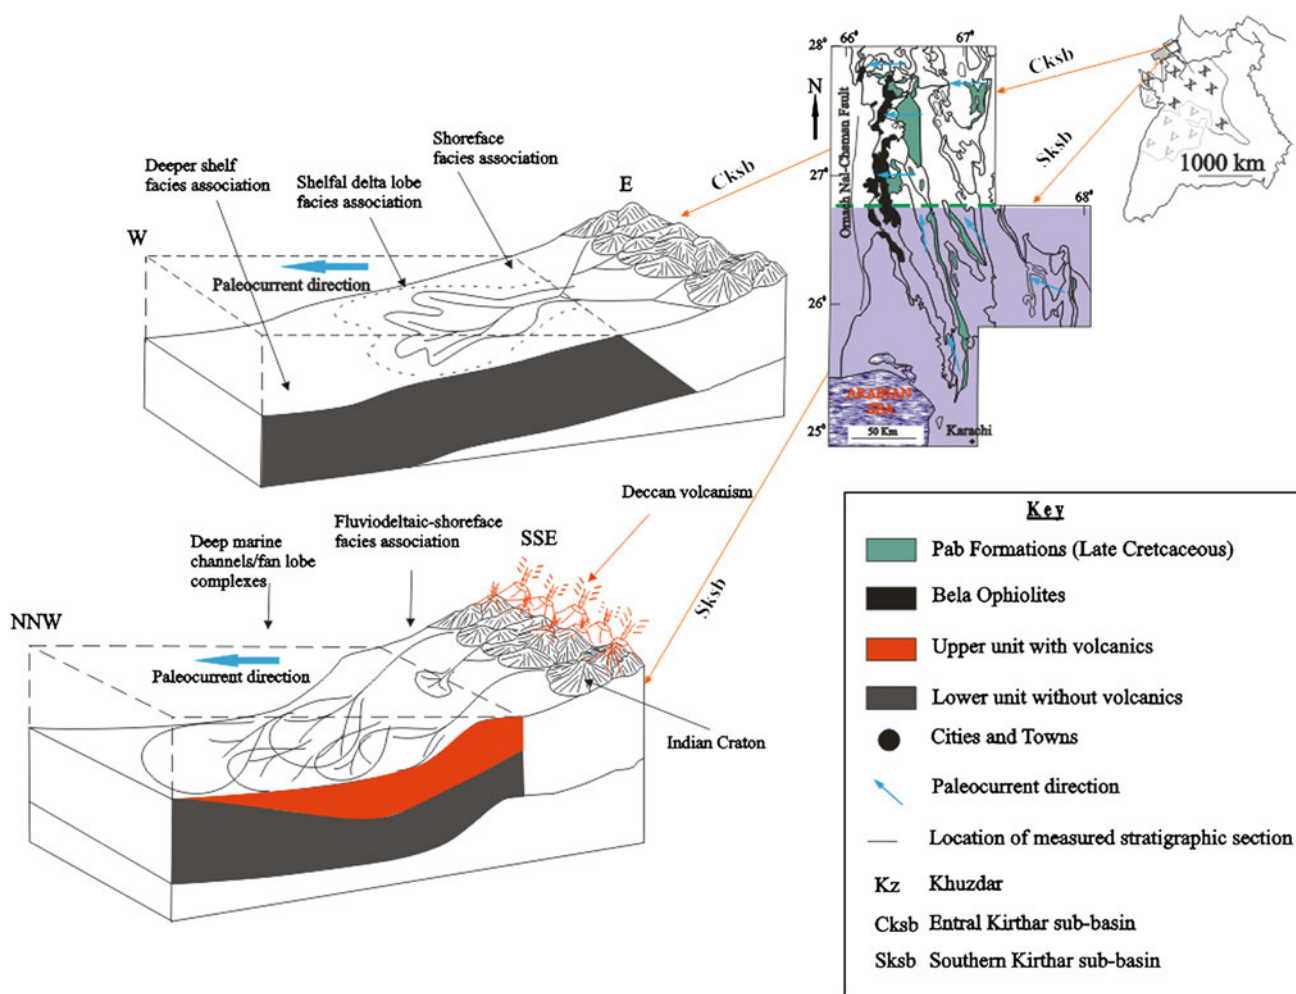 Deeper shelf
facies association
Shelfal delta lobe
facies association
Shoreface
facies association
W
E
Paleocurrent direction
Cksb
Cksb
Sksb
66°
67°
28°
N
27°
26°
25°
68°
Ornach Nal-Chaman Fault
ARABIAN
SEA
50 Km
Karachi
1000 km
Deccan volcanism
Fluviodeltaic-shoreface
facies association
Deep marine
channels/fan lobe
complexes
SSE
NNW
Paleocurrent direction
Sksb
Indian Craton
Key
Pab Formations (Late Cretcaceous)
Bela Ophiolites
Upper unit with volcanics
Lower unit without volcanics
Cities and Towns
Paleocurrent direction
Location of measured stratigraphic section
Kz Khuzdar
Cksb Entral Kirthar sub-basin
Sksb Southern Kirthar sub-basin